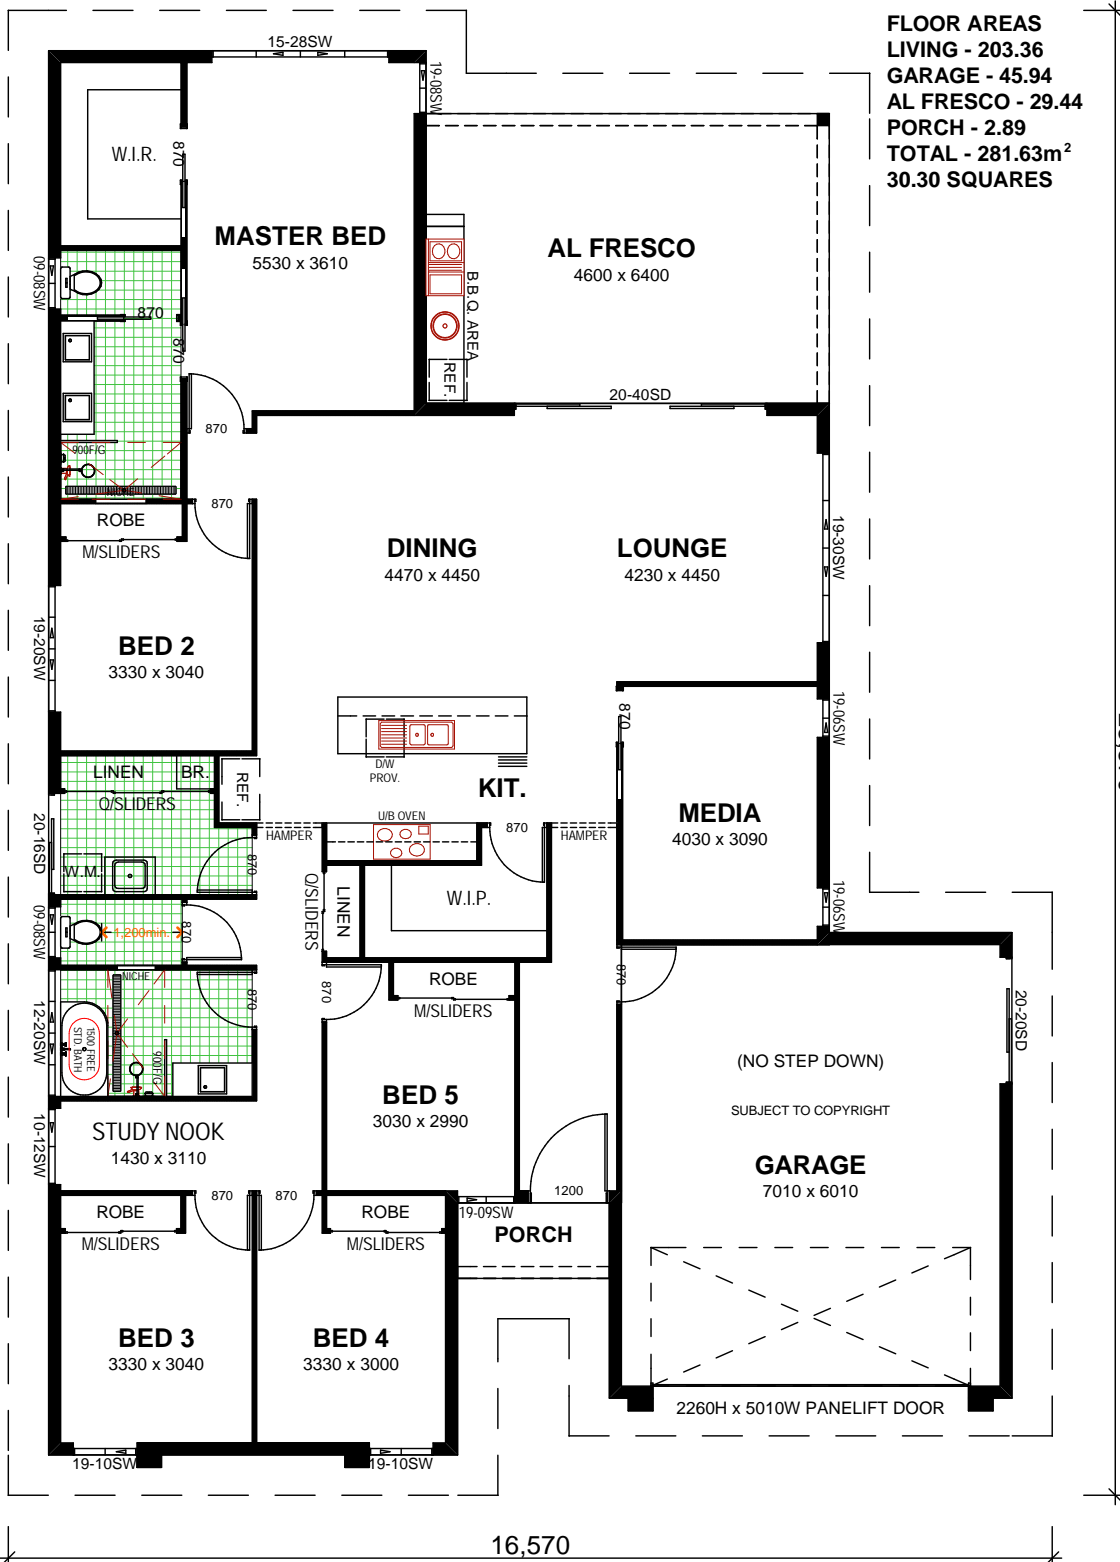 FLOOR AREAS
LIVING - 203.36
GARAGE - 45.94
AL FRESCO - 29.44
PORCH - 2.89
TOTAL - 281.63m²
30.30 SQUARES
15-28SW
19-08SW
W.I.R.
870
MASTER BED
5530 x 3610
AL FRESCO
4600 x 6400
B.B.Q. AREA
REF.
09-08SW
870
870
20-40SD
870
900F/G
NICHE
870
ROBE
M/SLIDERS
DINING
4470 x 4450
LOUNGE
4230 x 4450
19-30SW
19-20SW
BED 2
3330 x 3040
870
19-06SW
D/W
PROV.
KIT.
LINEN
BR.
REF.
Q/SLIDERS
U/B OVEN
HAMPER
870
HAMPER
MEDIA
4030 x 3090
20-16SD
W.M.
870
Q/SLIDERS
LINEN
W.I.P.
19-06SW
09-08SW
1,200min.
870
NICHE
870
870
ROBE
M/SLIDERS
870
20-20SD
12-20SW
1500 FREE
STD. BATH
900F/G
(NO STEP DOWN)
SUBJECT TO COPYRIGHT
BED 5
3030 x 2990
10-12SW
STUDY NOOK
1430 x 3110
GARAGE
7010 x 6010
870
870
1200
19-09SW
ROBE
M/SLIDERS
ROBE
M/SLIDERS
PORCH
BED 3
3330 x 3040
BED 4
3330 x 3000
2260H x 5010W PANELIFT DOOR
19-10SW
19-10SW
16,570